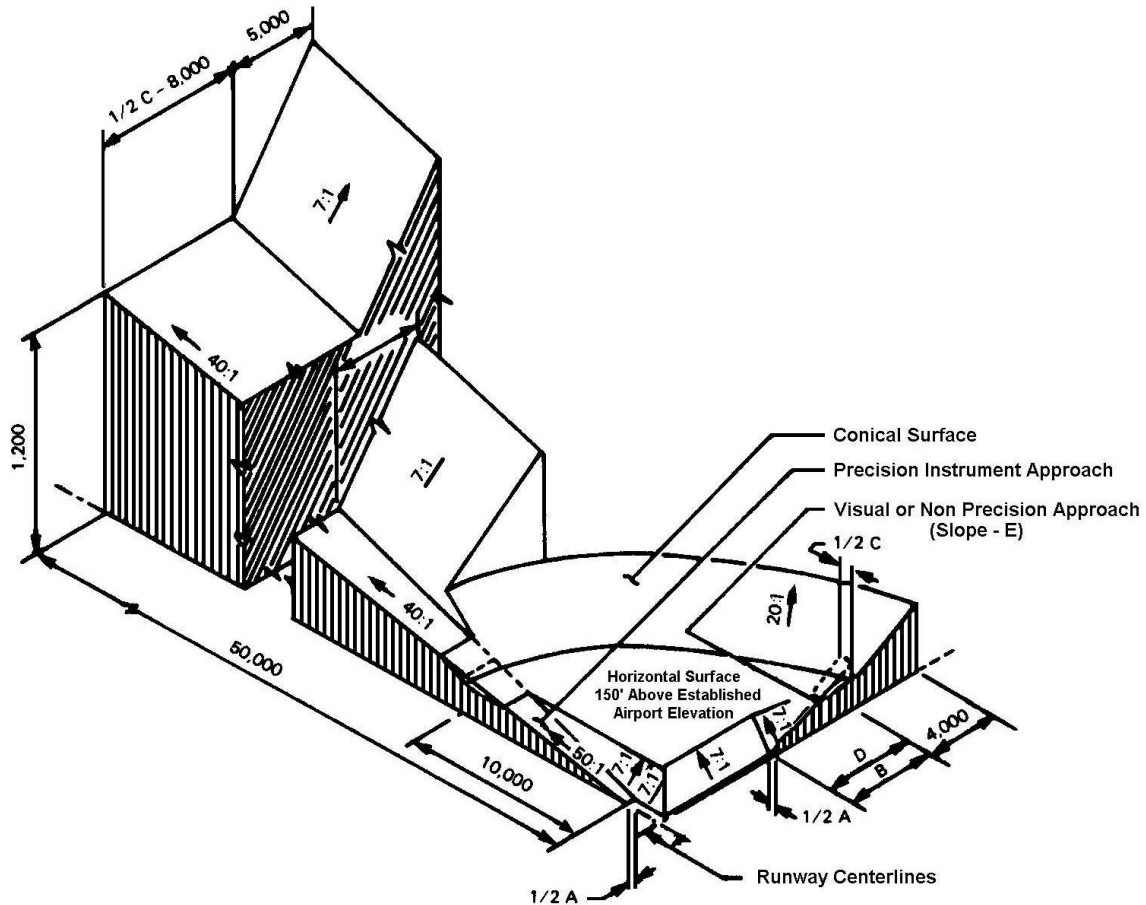 5,000
1/2 C - 8,000
7:1
40:1
1,200
7:1
Conical Surface
Precision Instrument Approach
Visual or Non Precision Approach
(Slope - E)
1/2 C
40:1
20:1
50,000
Horizontal Surface
150' Above Established
Airport Elevation
7:1
4,000
10,000
50:1
7:1
7:1
7:1
D
B
1/2 A
Runway Centerlines
1/2 A